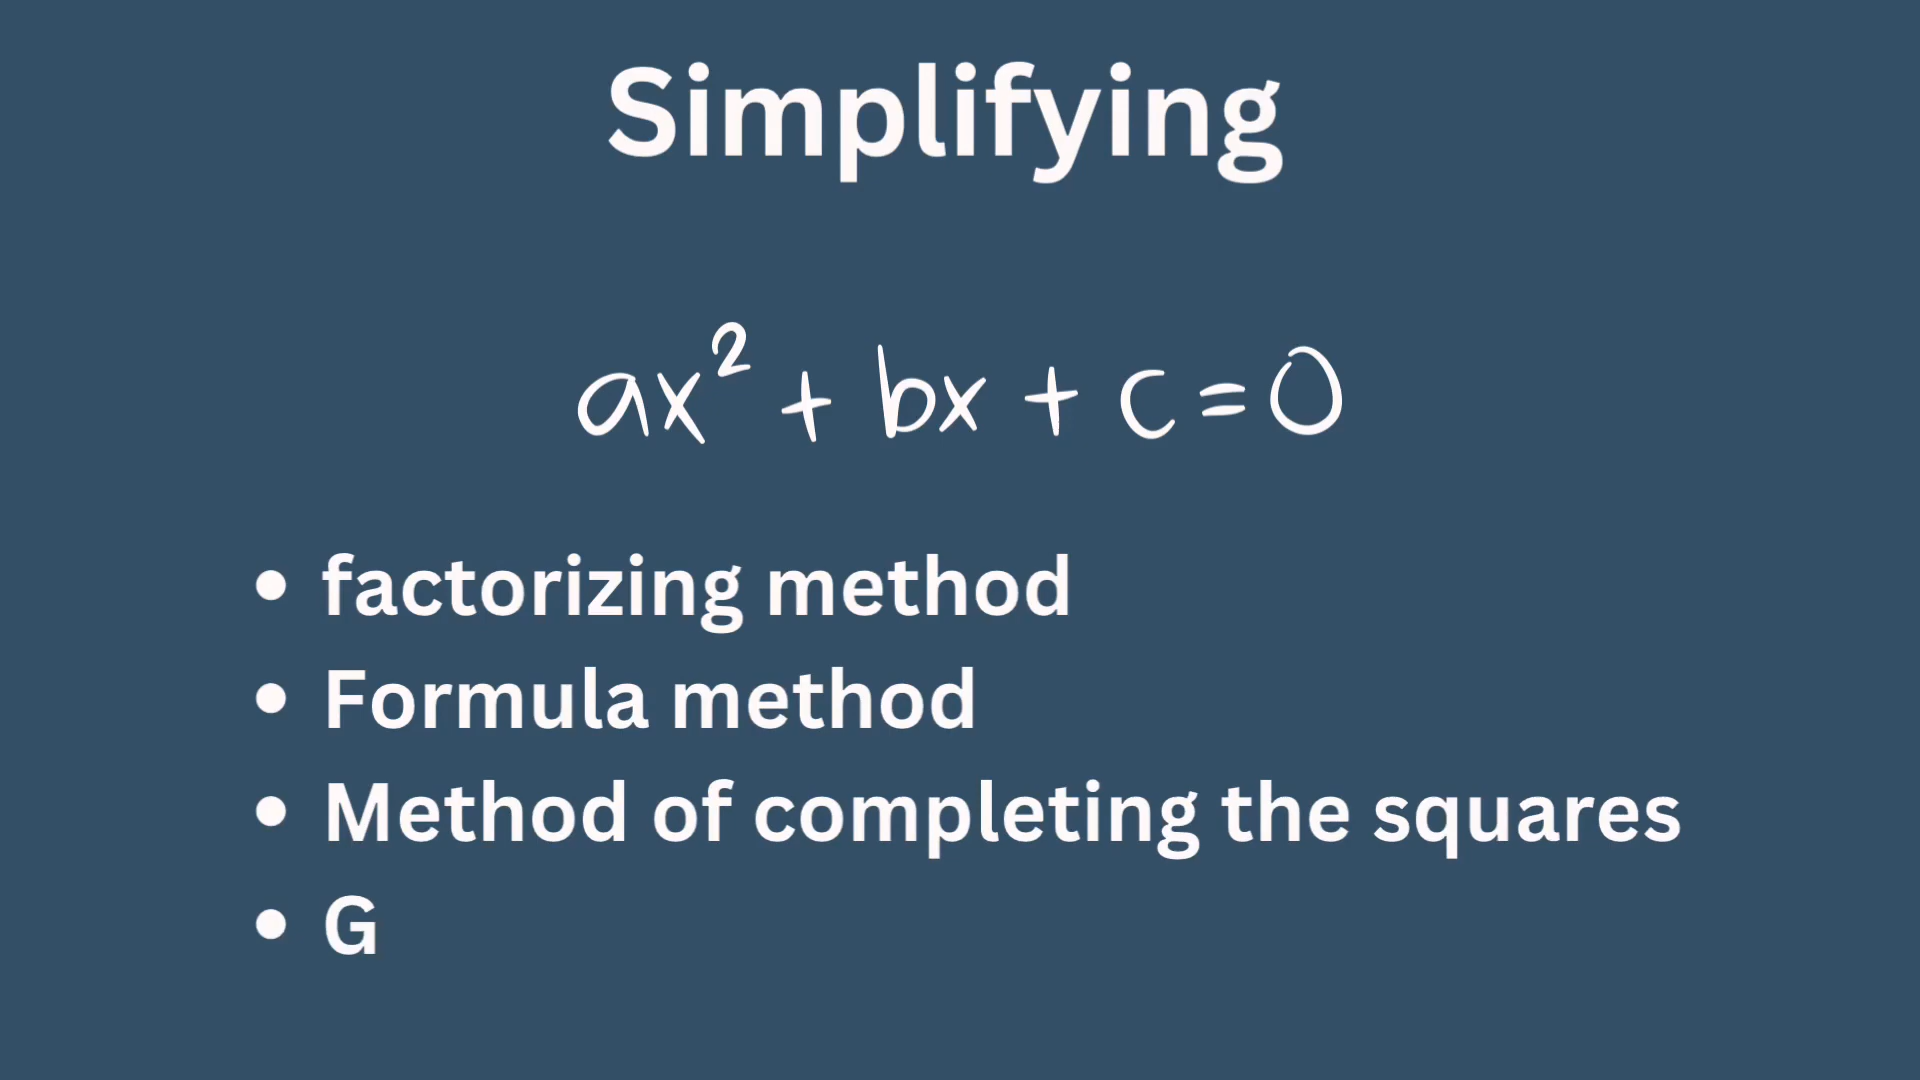 Simplifying
ax² + bx + c = 0
• factorizing method
• Formula method
• Method of completing the squares
• G